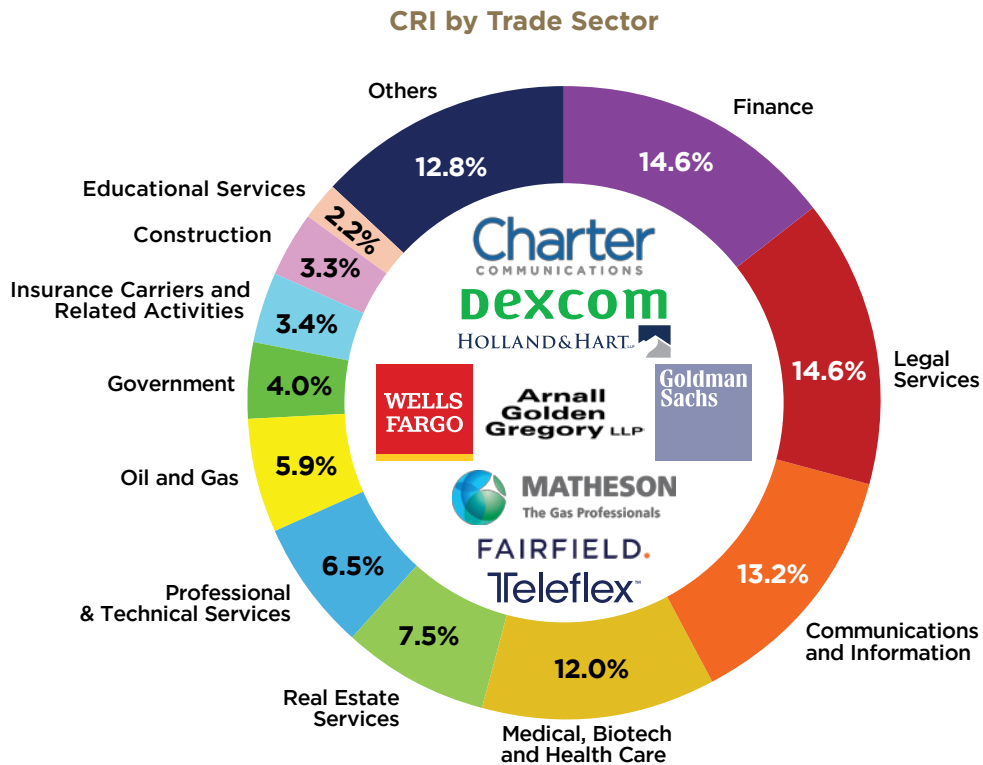 CRI by Trade Sector
Others
12.8%
Finance
14.6%
Legal
Services
14.6%
Communications
and Information
13.2%
Medical, Biotech
and Health Care
12.0%
Real Estate
Services
7.5%
Professional
& Technical Services
6.5%
Oil and Gas
5.9%
Government
4.0%
Insurance Carriers and
Related Activities
3.4%
Construction
3.3%
Educational Services
2.2%
Charter
COMMUNICATIONS
Dexcom
HOLLAND&HART LLP
WELLS
FARGO
Arnall
Golden
Gregory LLP
Goldman
Sachs
MATHESON
The Gas Professionals
FAIRFIELD.
Teleflex™